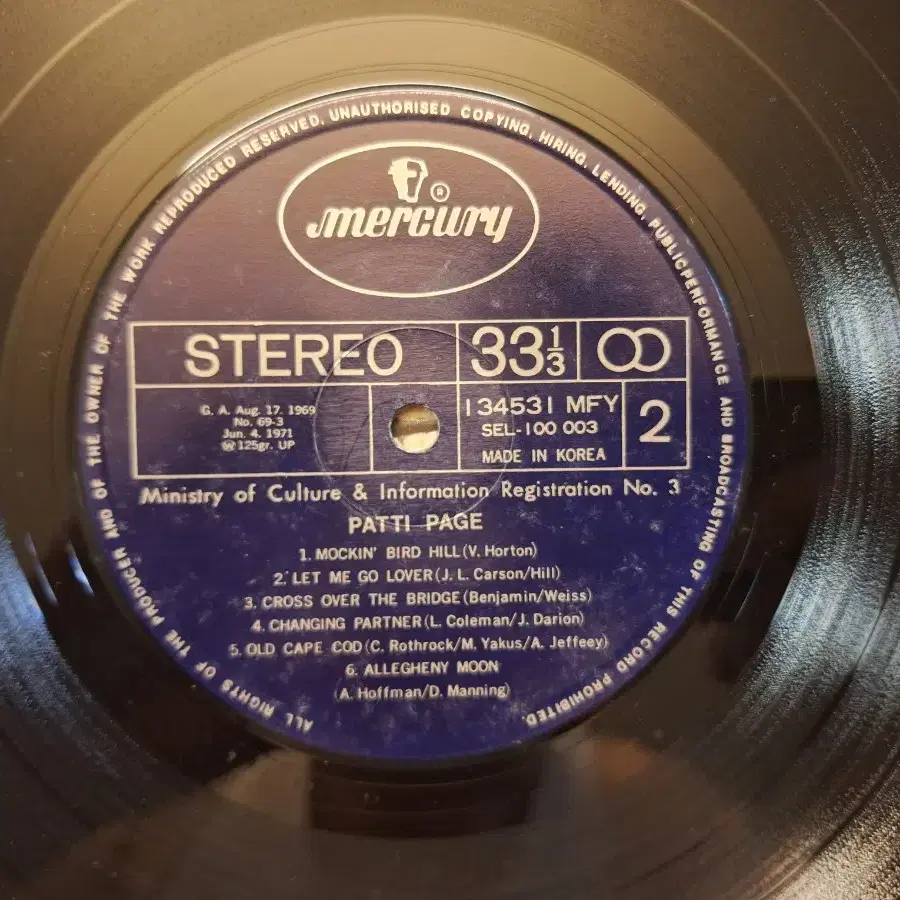 ALL RIGHTS OF THE PRODUCER AND OF THE OWNER OF THE WORK REPRODUCED RESERVED. UNAUTHORISED COPYING, HIRING, LENDING, PUBLICPERFORMANCE AND BROADCASTING OF THIS RECORD PROHIBITED.
®
mercury
STEREO
33 1/3
G. A. Aug. 17. 1969
No. 69-3
Jun. 4. 1971
125gr. UP
134531 MFY
SEL-100 003
MADE IN KOREA
2
Ministry of Culture & Information Registration No. 3
PATTI PAGE
1. MOCKIN' BIRD HILL (V. Horton)
2. LET ME GO LOVER (J. L. Carson/Hill)
3. CROSS OVER THE BRIDGE (Benjamin/Weiss)
4. CHANGING PARTNER (L. Coleman/J. Darion)
5. OLD CAPE COD (C. Rothrock/M. Yakus/A. Jeffeey)
6. ALLEGHENY MOON
(A. Hoffman/D. Manning)